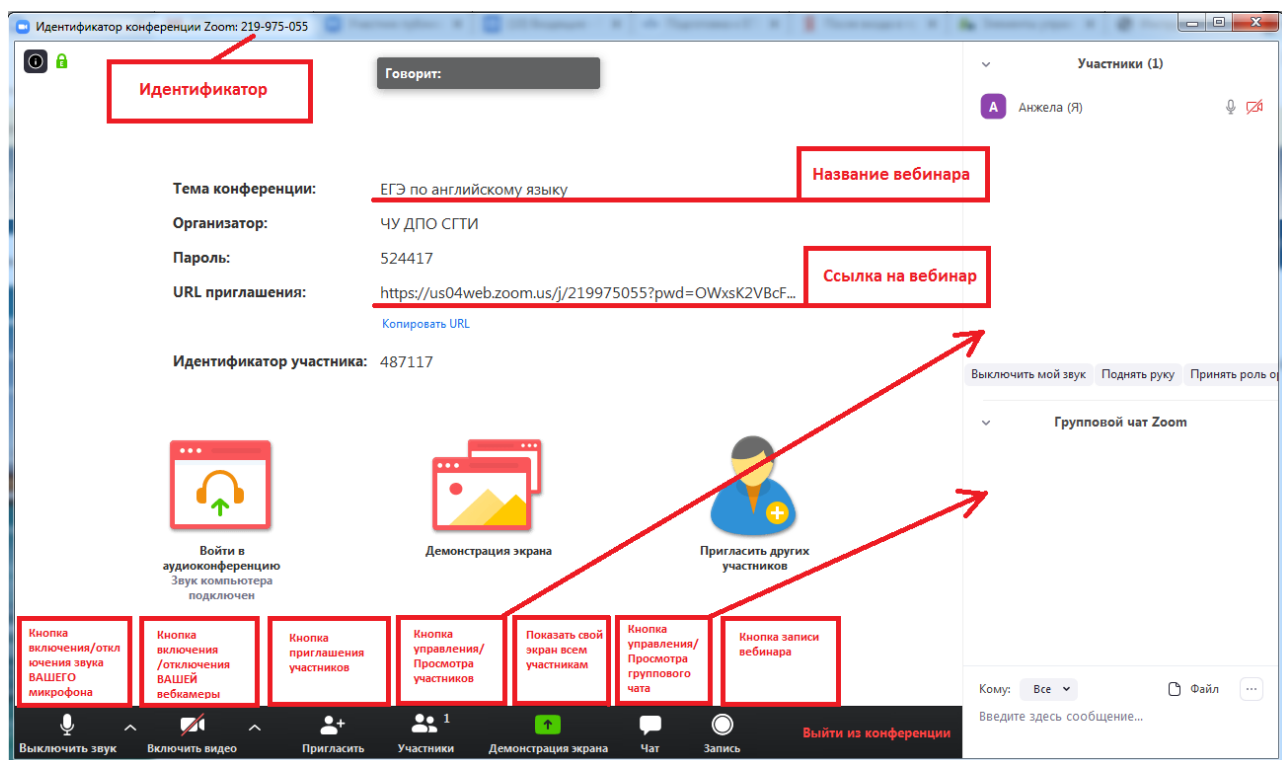 Идентификатор конференции Zoom: 219-975-055
Идентификатор
Говорит:
Участники (1)
А
Анжела (Я)
Название вебинара
Тема конференции:
ЕГЭ по английскому языку
Организатор:
ЧУ ДПО СГТИ
Пароль:
524417
Ссылка на вебинар
URL приглашения:
https://us04web.zoom.us/j/219975055?pwd=OWxsK2VBcF...
Копировать URL
Идентификатор участника:
487117
Выключить мой звук
Поднять руку
Принять роль ор
Групповой чат Zoom
Войти в
аудиоконференцию
Звук компьютера
подключен
Демонстрация экрана
Пригласить других
участников
Кнопка
включения/откл
ючения звука
ВАШЕГО
микрофона
Кнопка
включения
/отключения
ВАШЕЙ
вебкамеры
Кнопка
приглашения
участников
Кнопка
управления/
Просмотра
участников
Показать свой
экран всем
участникам
Кнопка
управления/
Просмотра
группового
чата
Кнопка записи
вебинара
Кому:
Все
Файл
Введите здесь сообщение...
Выключить звук
Включить видео
Пригласить
1
Участники
Демонстрация экрана
Чат
Запись
Выйти из конференции